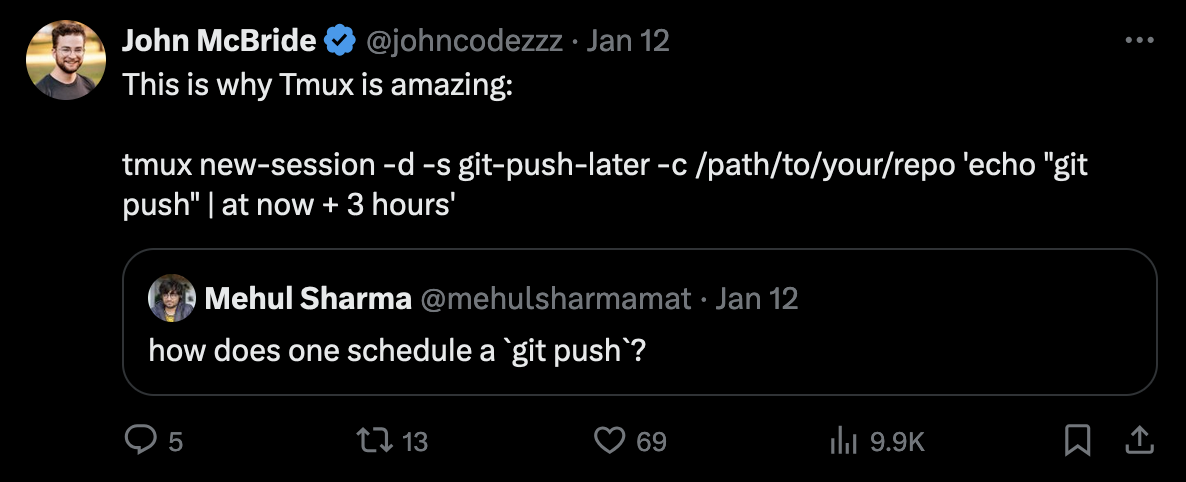 John McBride @johncodezzz · Jan 12
This is why Tmux is amazing:
tmux new-session -d -s git-push-later -c /path/to/your/repo 'echo "git
push" | at now + 3 hours'
Mehul Sharma @mehulsharmamat · Jan 12
how does one schedule a `git push`?
5 13 69 9.9K